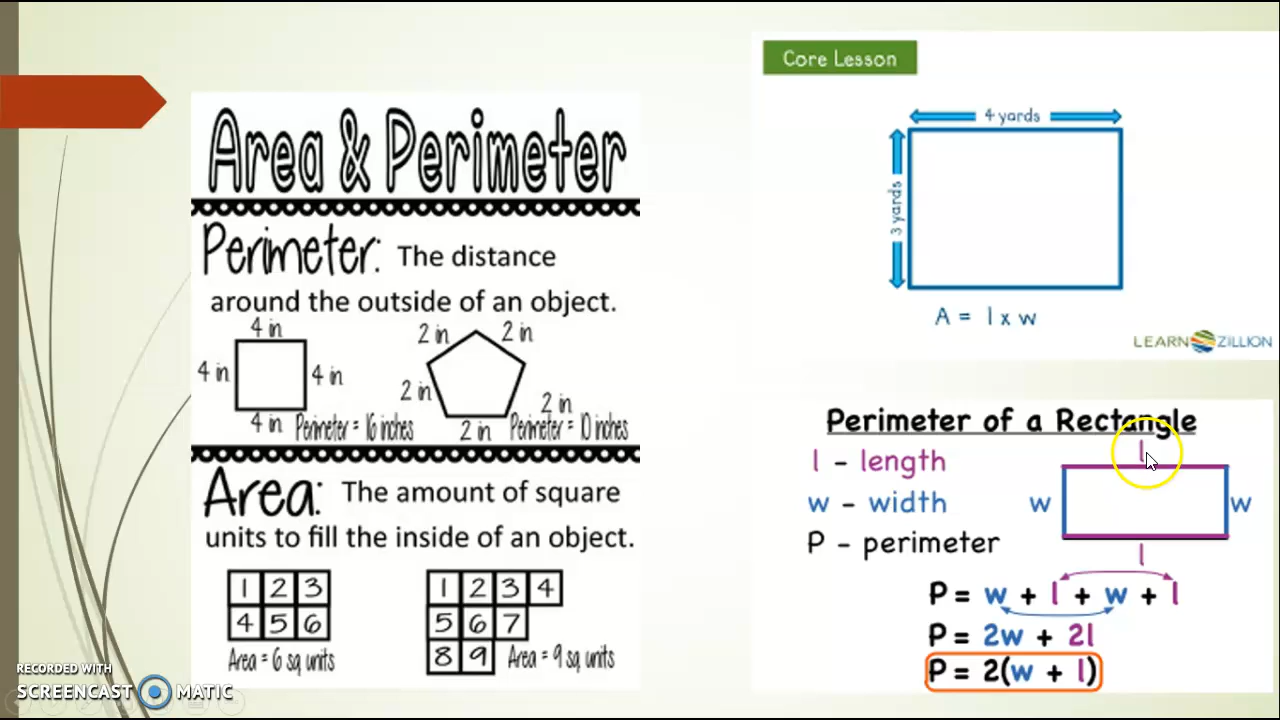 Area & Perimeter
Perimeter: The distance
around the outside of an object.
4 in
4 in
4 in
4 in
Perimeter = 16 inches
2 in
2 in
2 in
2 in
2 in
Perimeter = 10 inches
Area: The amount of square
units to fill the inside of an object.
1 2 3
4 5 6
Area = 6 sq units
1 2 3 4
5 6 7
8 9
Area = 9 sq units
Core Lesson
4 yards
3 yards
A = l x w
LEARN ZILLION
Perimeter of a Rectangle
l - length
w - width
P - perimeter
l
w
w
l
P = w + l + w + l
P = 2w + 2l
P = 2(w + l)
RECORDED WITH
SCREENCAST MATIC